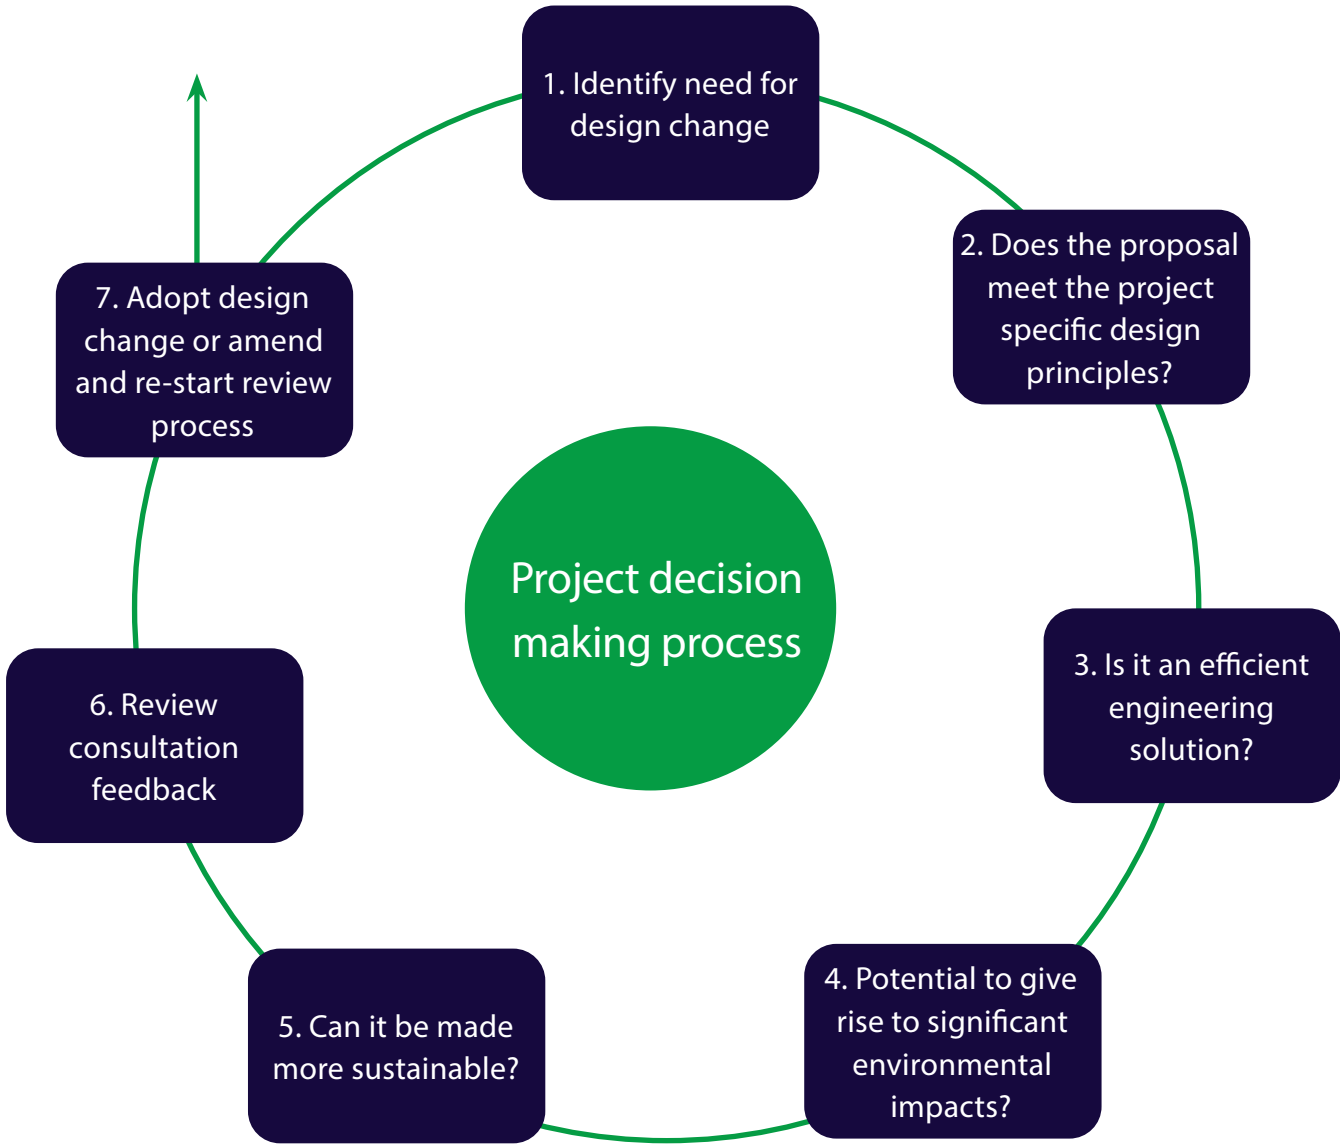 1. Identify need for
design change
2. Does the proposal
meet the project
specific design
principles?
3. Is it an efficient
engineering
solution?
4. Potential to give
rise to significant
environmental
impacts?
5. Can it be made
more sustainable?
6. Review
consultation
feedback
7. Adopt design
change or amend
and re-start review
process
Project decision
making process